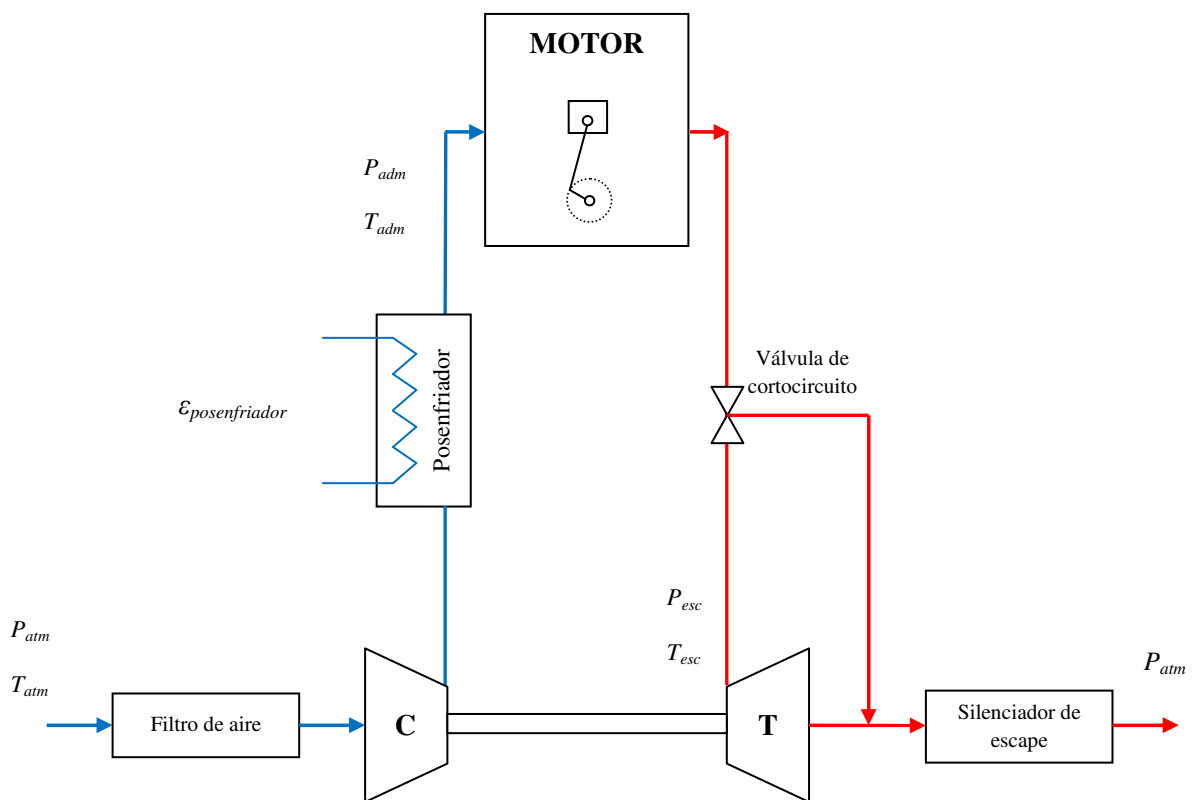 MOTOR
P_adm
T_adm
Válvula de
cortocircuito
Posenfriador
ε_posenfriador
P_esc
T_esc
P_atm
T_atm
P_atm
Filtro de aire
C
T
Silenciador de
escape